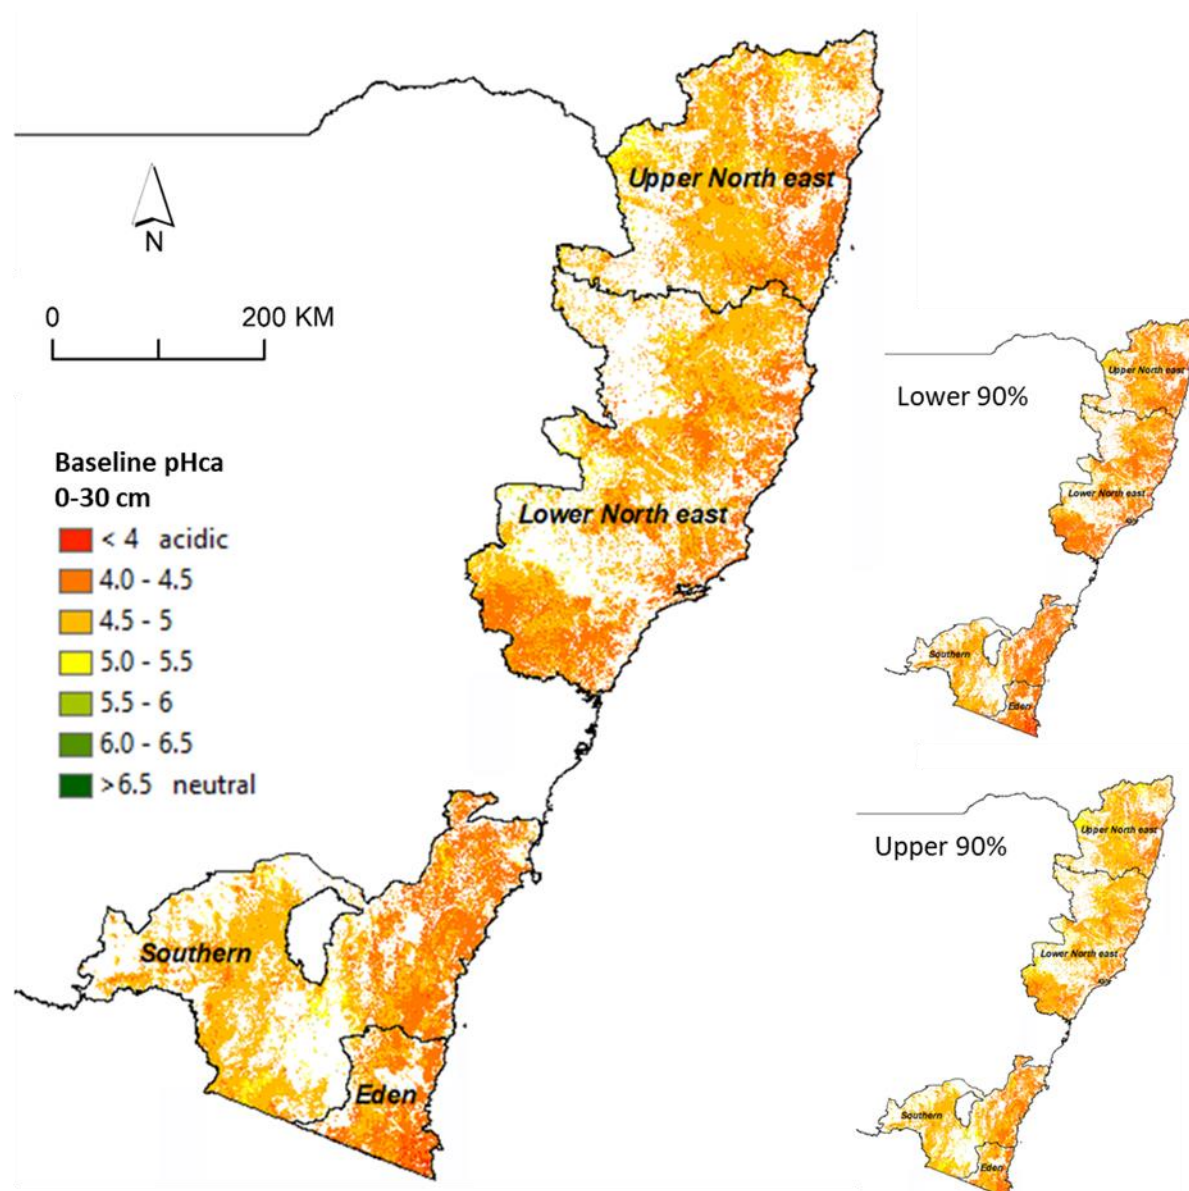 Upper North east
N
0 200 KM
Baseline pHca
0-30 cm
< 4 acidic
4.0 - 4.5
4.5 - 5
5.0 - 5.5
5.5 - 6
6.0 - 6.5
>6.5 neutral
Lower North east
Southern
Eden
Lower 90%
Upper North east
Lower North east
Southern
Eden
Upper 90%
Upper North east
Lower North east
Southern
Eden